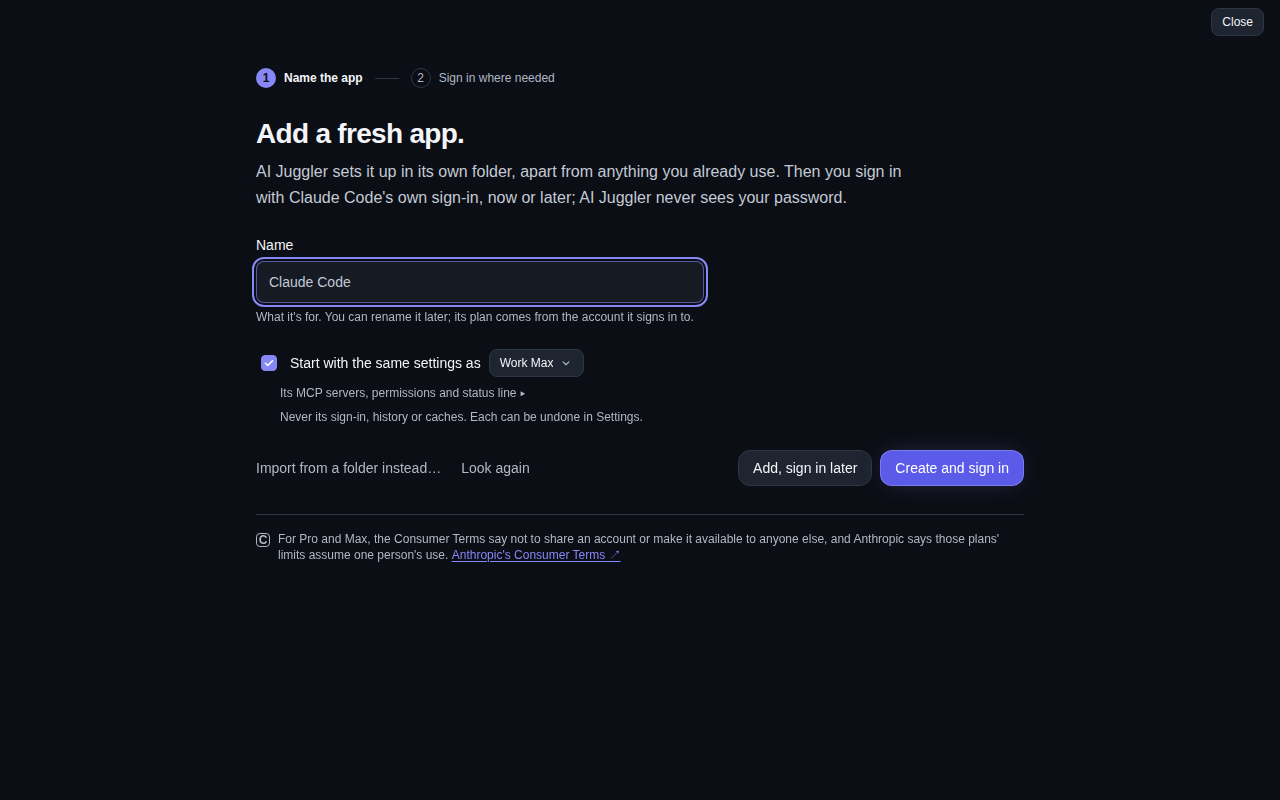 Close
1 Name the app 2 Sign in where needed
Add a fresh app.
AI Juggler sets it up in its own folder, apart from anything you already use. Then you sign in
with Claude Code's own sign-in, now or later; AI Juggler never sees your password.
Name
Claude Code
What it's for. You can rename it later; its plan comes from the account it signs in to.
Start with the same settings as Work Max
Its MCP servers, permissions and status line ▸
Never its sign-in, history or caches. Each can be undone in Settings.
Import from a folder instead… Look again Add, sign in later Create and sign in
C For Pro and Max, the Consumer Terms say not to share an account or make it available to anyone else, and Anthropic says those plans'
limits assume one person's use. Anthropic's Consumer Terms ↗